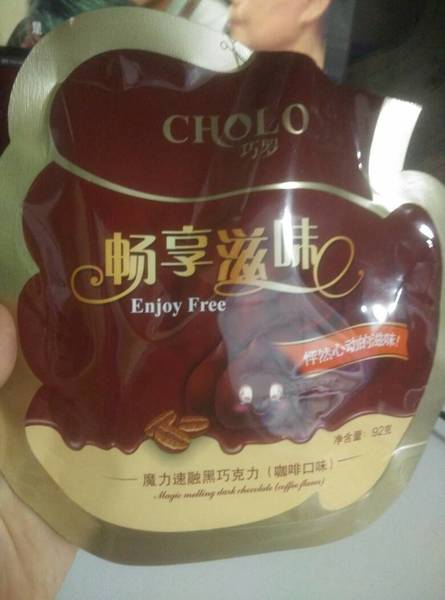 CHOLO
巧罗
畅享滋味
Enjoy Free
怦然心动的滋味!
净含量: 92克
魔力速融黑巧克力 (咖啡口味)
Magic melting dark chocolate (coffee flavor)